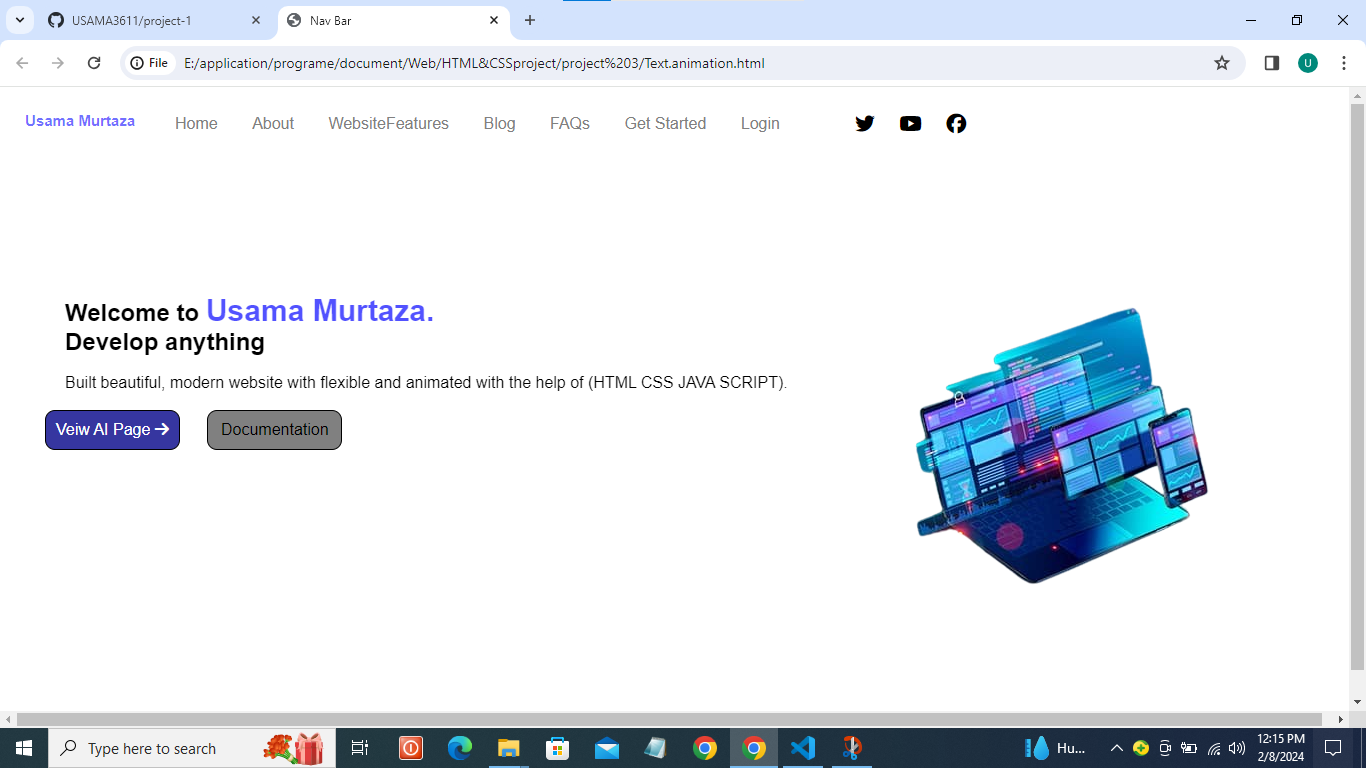 USAMA3611/project-1
Nav Bar
File
E:/application/programe/document/Web/HTML&CSSproject/project%203/Text.animation.html
U
Usama Murtaza Home About WebsiteFeatures Blog FAQs Get Started Login
Welcome to Usama Murtaza.
Develop anything
Built beautiful, modern website with flexible and animated with the help of (HTML CSS JAVA SCRIPT).
Veiw AI Page Documentation
Type here to search
Hu...
12:15 PM
2/8/2024